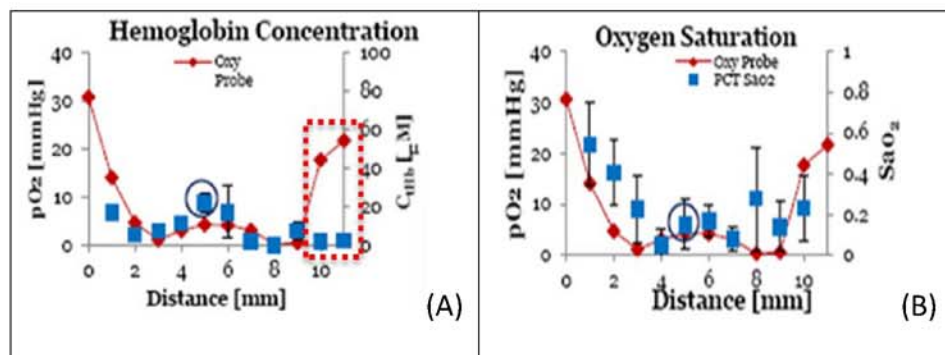 Hemoglobin Concentration
Oxy
Probe
pO2 [mmHg]
40
30
20
10
0
100
80
60
40
20
0
CtHb [μM]
0 2 4 6 8 10
Distance [mm]
(A)
Oxygen Saturation
Oxy Probe
PCT SaO2
pO2 [mmHg]
40
30
20
10
0
1
0.8
0.6
0.4
0.2
0
SaO2
0 2 4 6 8 10
Distance [mm]
(B)